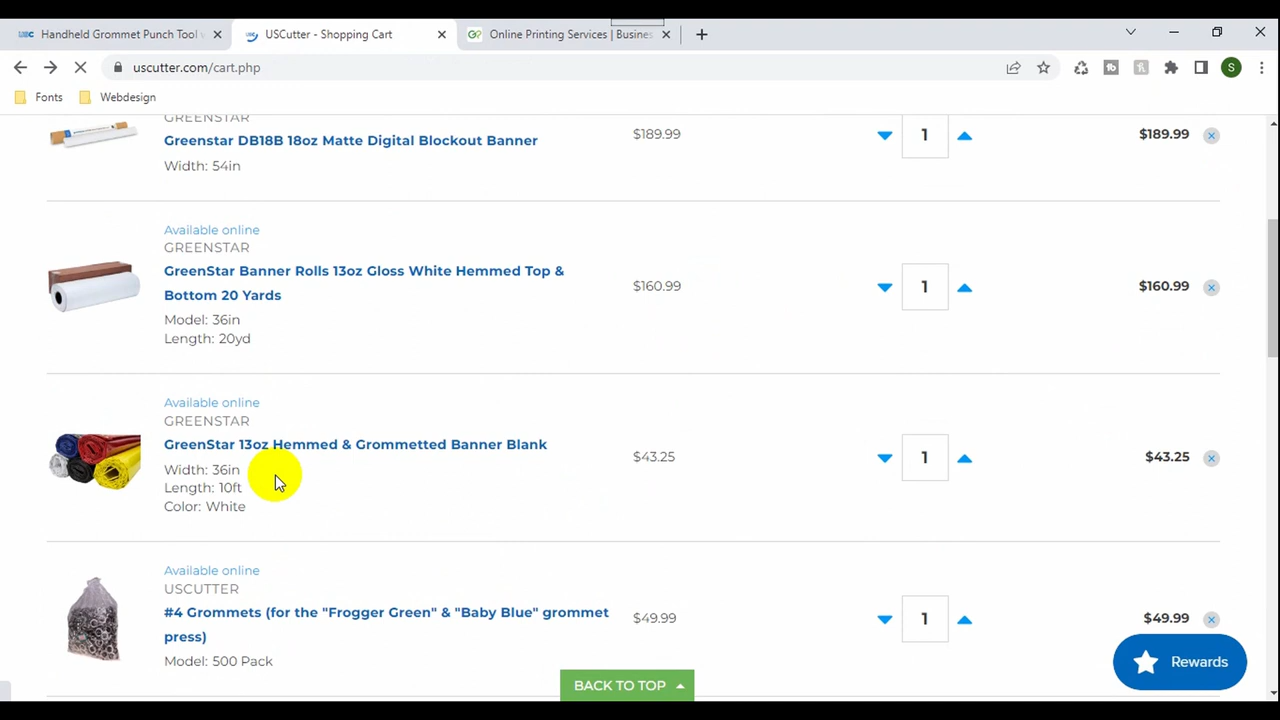 Handheld Grommet Punch Tool
USCutter - Shopping Cart
Online Printing Services | Busines
uscutter.com/cart.php
S
Fonts
Webdesign
GREENSTAR
Greenstar DB18B 18oz Matte Digital Blockout Banner
Width: 54in
$189.99
1
$189.99
Available online
GREENSTAR
GreenStar Banner Rolls 13oz Gloss White Hemmed Top &
Bottom 20 Yards
Model: 36in
Length: 20yd
$160.99
1
$160.99
Available online
GREENSTAR
GreenStar 13oz Hemmed & Grommetted Banner Blank
Width: 36in
Length: 10ft
Color: White
$43.25
1
$43.25
Available online
USCUTTER
#4 Grommets (for the "Frogger Green" & "Baby Blue" grommet
press)
Model: 500 Pack
$49.99
1
$49.99
BACK TO TOP
Rewards